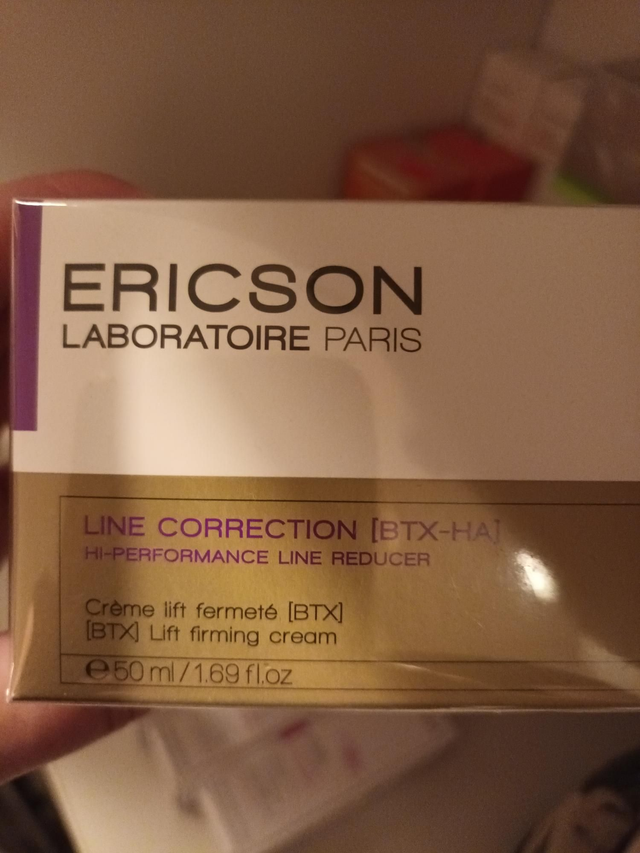 ERICSON
LABORATOIRE PARIS
LINE CORRECTION [BTX-HA]
HI-PERFORMANCE LINE REDUCER
Crème lift fermeté [BTX]
[BTX] Lift firming cream
℮50 ml/1.69 fl.oz